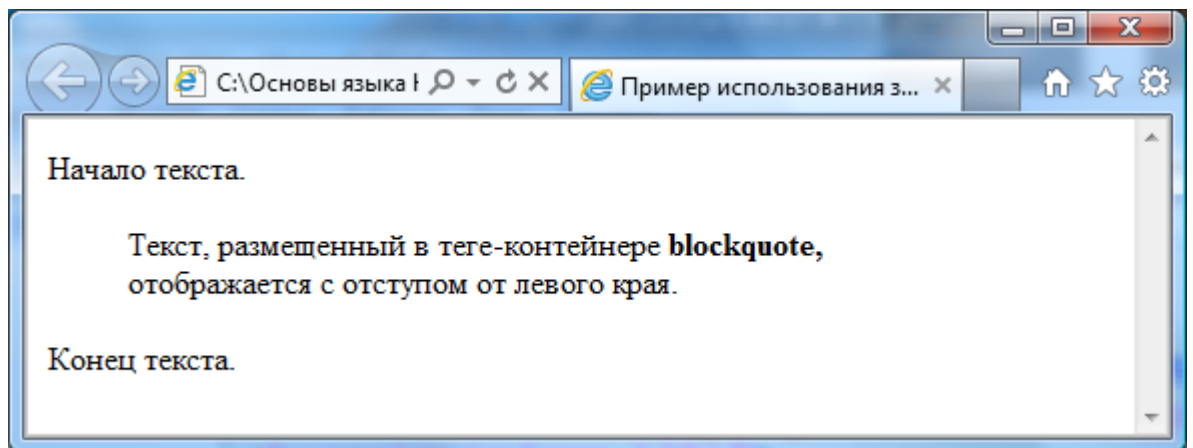 C:\Основы языка
Пример использования з...
Начало текста.
Текст, размещенный в теге-контейнере blockquote,
отображается с отступом от левого края.
Конец текста.